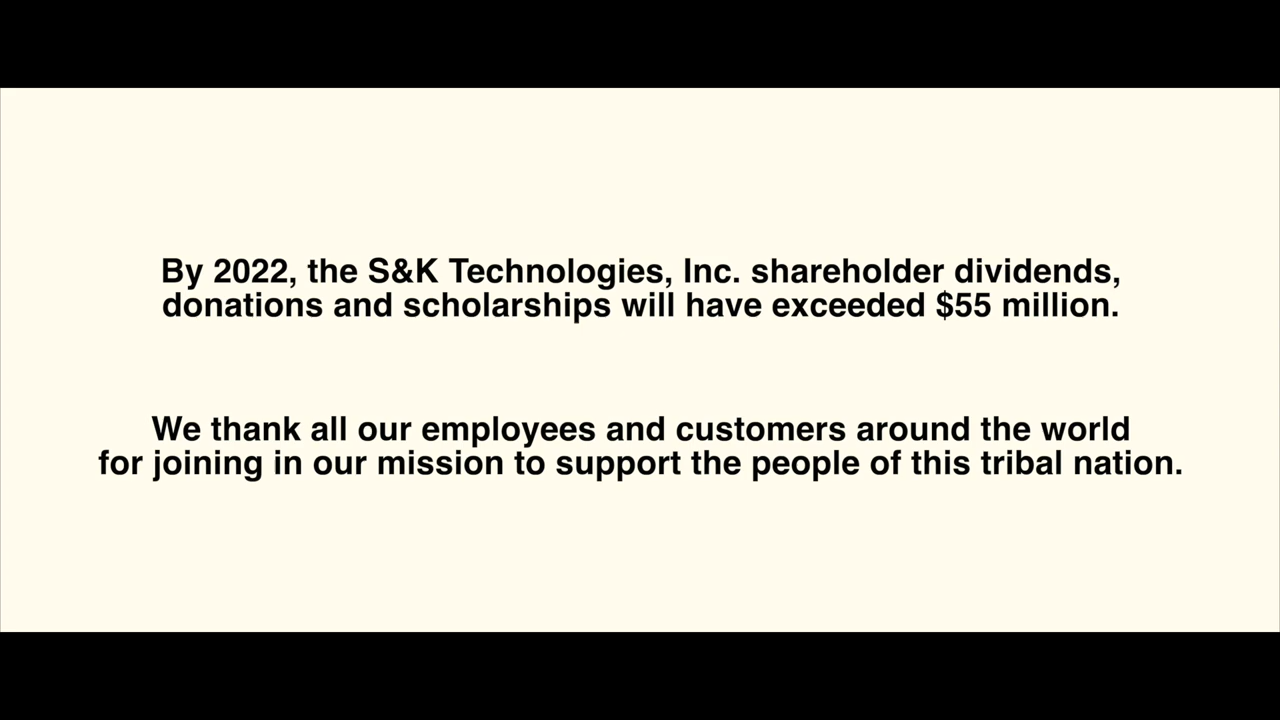 By 2022, the S&K Technologies, Inc. shareholder dividends,
donations and scholarships will have exceeded $55 million.
We thank all our employees and customers around the world
for joining in our mission to support the people of this tribal nation.